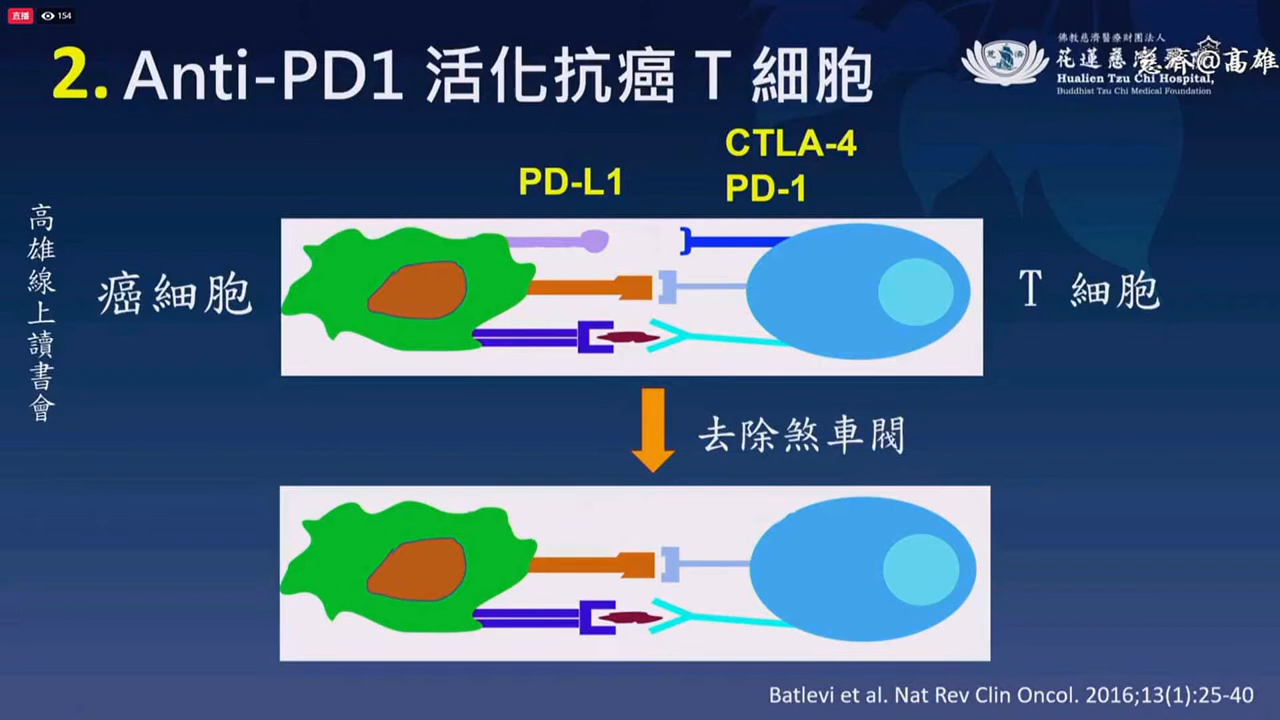 直播 154
2. Anti-PD1 活化抗癌 T 細胞
佛教慈濟醫療財團法人
花蓮慈
慈濟@高雄
Hualien Tzu Chi Hospital,
Buddhist Tzu Chi Medical Foundation
CTLA-4
PD-L1
PD-1
高雄線上讀書會
癌細胞
T 細胞
去除煞車閥
Batlevi et al. Nat Rev Clin Oncol. 2016;13(1):25-40